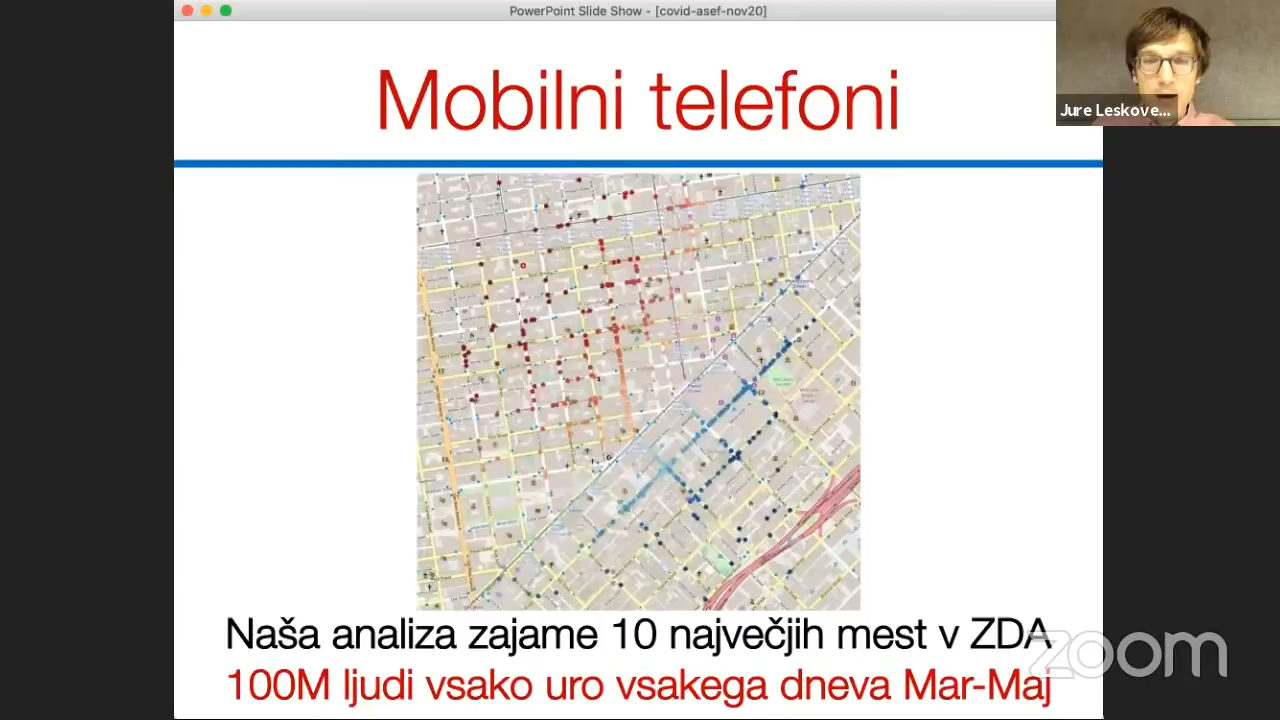 PowerPoint Slide Show - [covid-asef-nov20]
Jure Leskove...
Mobilni telefoni
Naša analiza zajame 10 največjih mest v ZDA
100M ljudi vsako uro vsakega dneva Mar-Maj
zoom